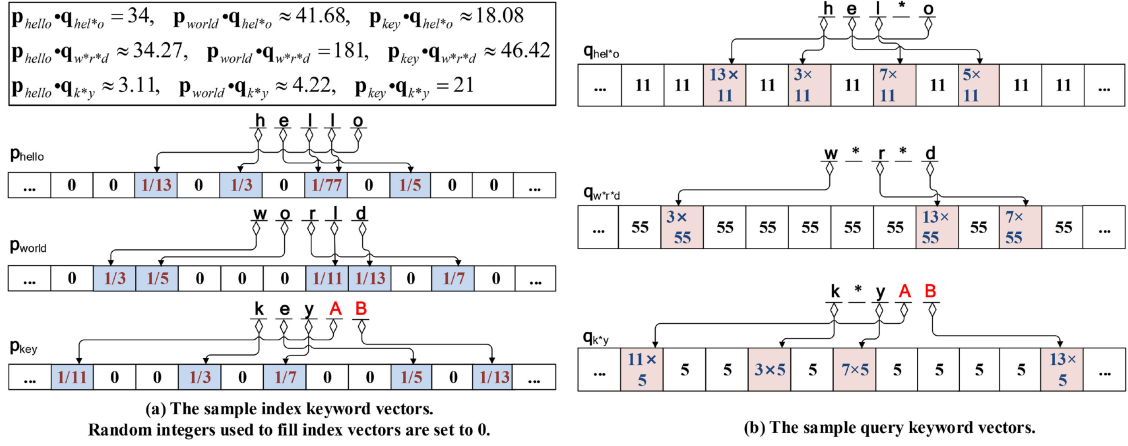 p_hello•q_hel*o = 34, p_world•q_hel*o ≈ 41.68, p_key•q_hel*o ≈ 18.08
p_hello•q_w*r*d ≈ 34.27, p_world•q_w*r*d = 181, p_key•q_w*r*d ≈ 46.42
p_hello•q_k*y ≈ 3.11, p_world•q_k*y ≈ 4.22, p_key•q_k*y = 21
h e l l o
p_hello
... 0 0 1/13 0 1/3 0 1/77 0 1/5 0 0 ...
w o r l d
p_world
... 0 1/3 1/5 0 0 0 1/11 1/13 0 1/7 0 ...
k e y A B
p_key
... 1/11 0 0 1/3 0 1/7 0 0 1/5 0 1/13 ...
(a) The sample index keyword vectors.
Random integers used to fill index vectors are set to 0.
h e l * o
q_hel*o
... 11 11 13× 11 11 3× 11 11 7× 11 11 5× 11 11 11 ...
w * r * d
q_w*r*d
... 55 3× 55 55 55 55 55 55 13× 55 55 7× 55 55 ...
k * y A B
q_k*y
... 11× 5 5 5 3×5 5 7×5 5 5 5 5 13× 5 ...
(b) The sample query keyword vectors.